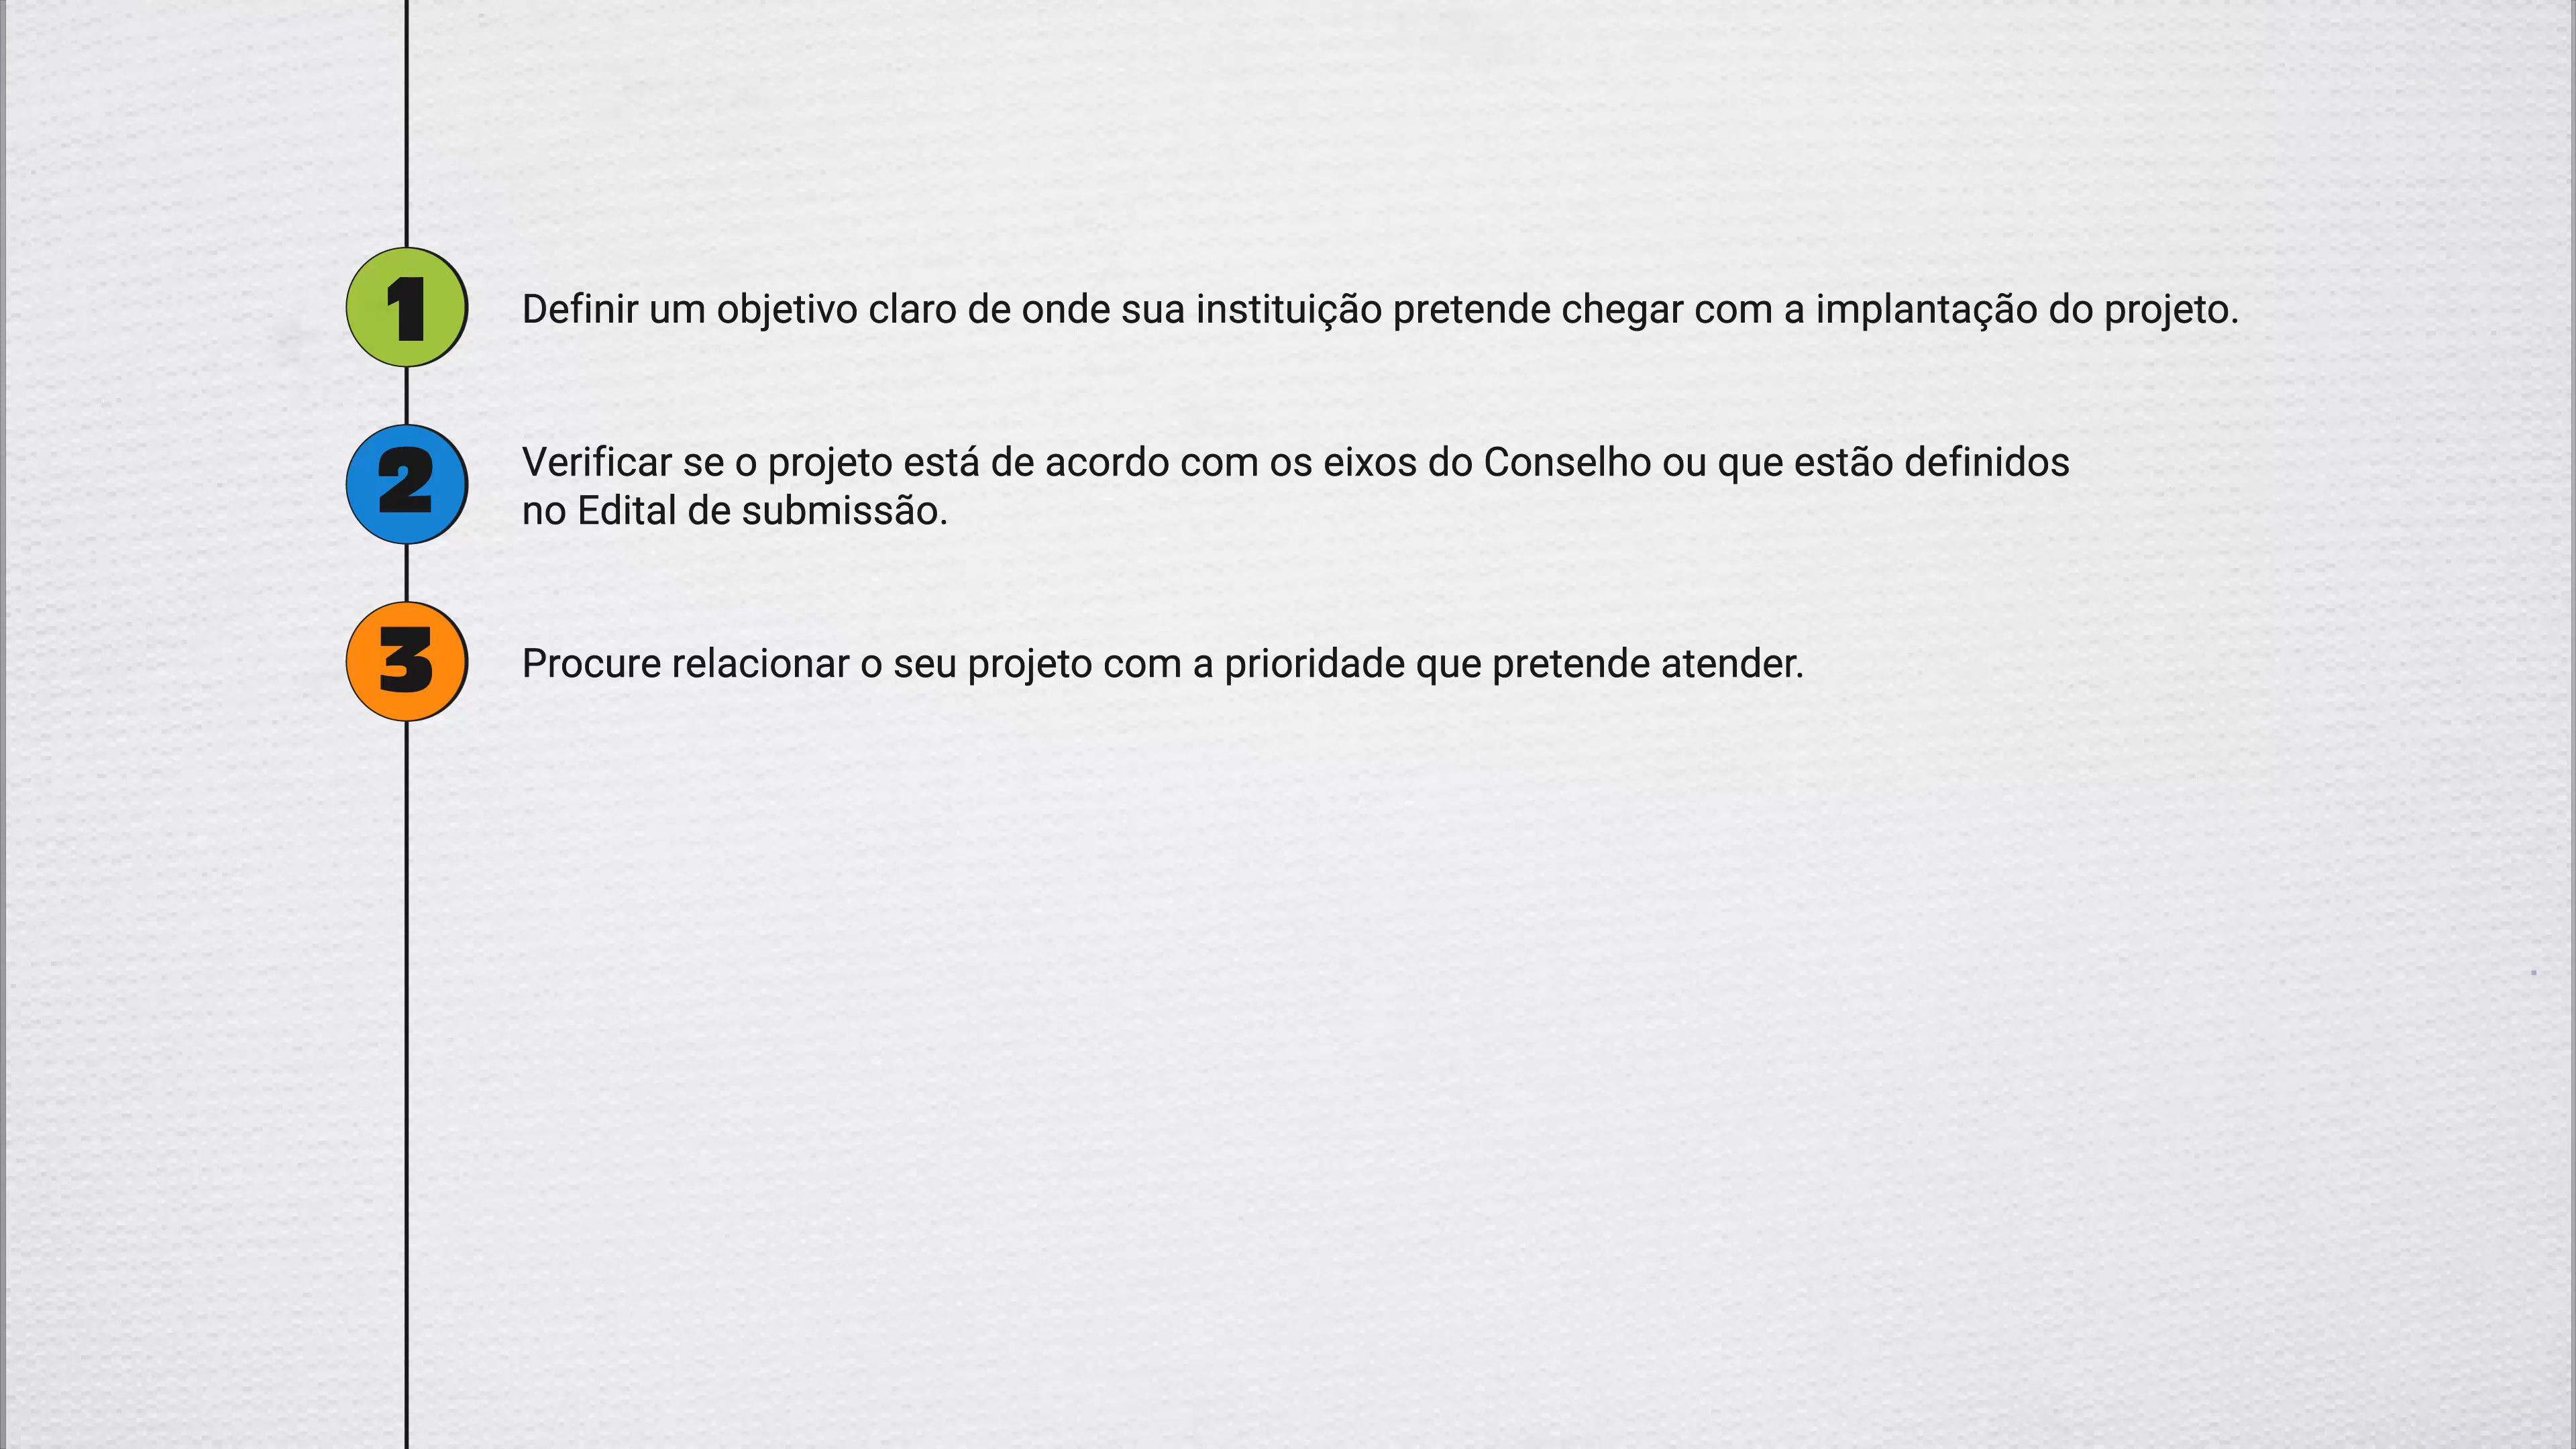 1
Definir um objetivo claro de onde sua instituição pretende chegar com a implantação do projeto.
2
Verificar se o projeto está de acordo com os eixos do Conselho ou que estão definidos
no Edital de submissão.
3
Procure relacionar o seu projeto com a prioridade que pretende atender.